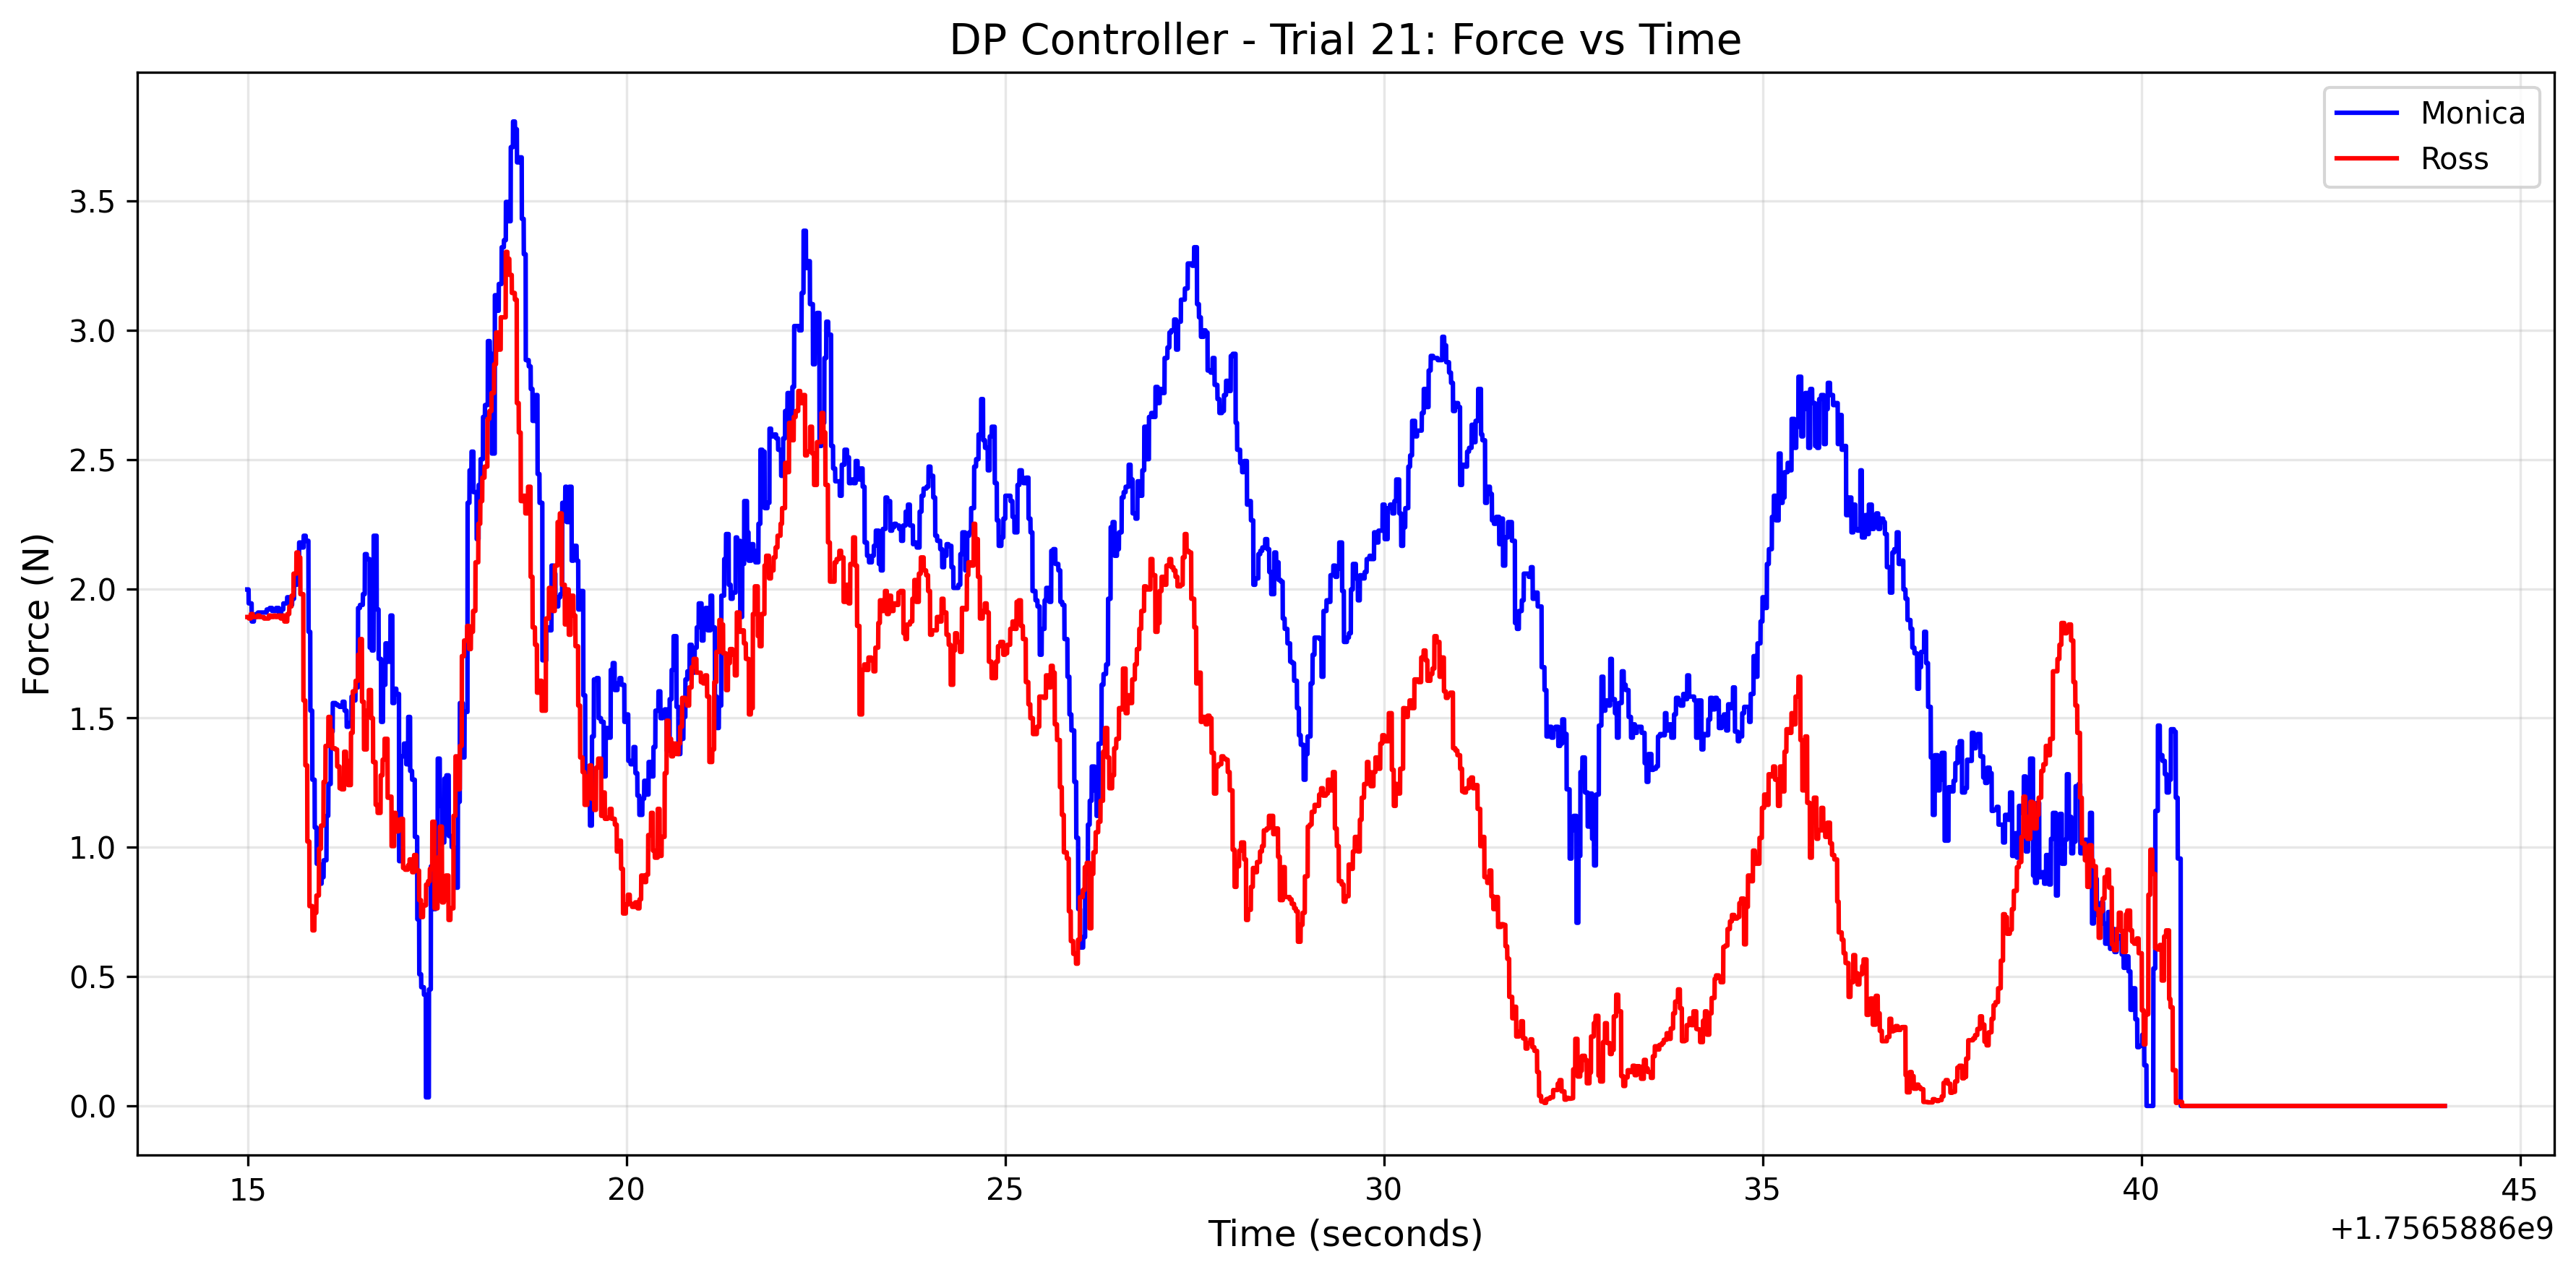 DP Controller - Trial 21: Force vs Time
Monica
Ross
Force (N)
3.5
3.0
2.5
2.0
1.5
1.0
0.5
0.0
15 20 25 30 35 40 45
Time (seconds)
+1.7565886e9